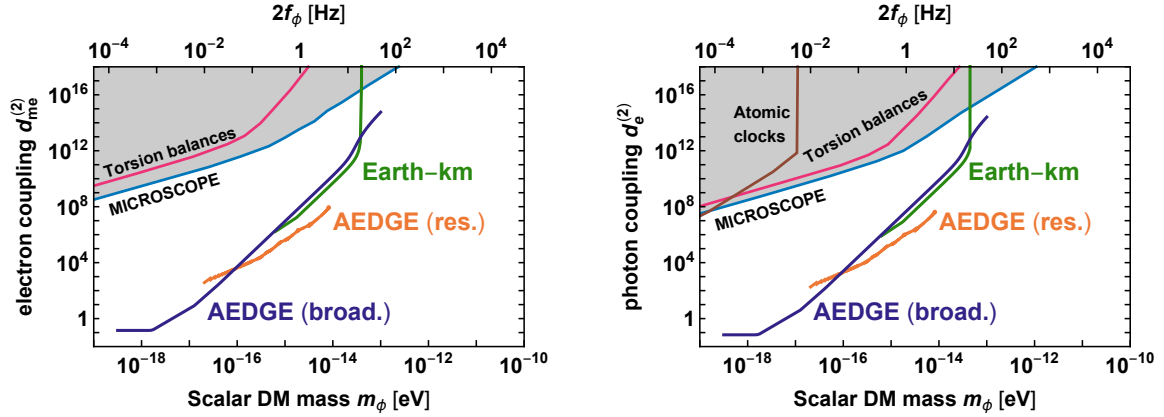 2f_ϕ [Hz]
10^−4 10^−2 1 10^2 10^4
electron coupling d_me^(2)
10^16
10^12
10^8
10^4
1
Torsion balances
MICROSCOPE
Earth−km
AEDGE (res.)
AEDGE (broad.)
10^−18 10^−16 10^−14 10^−12 10^−10
Scalar DM mass m_ϕ [eV]
2f_ϕ [Hz]
10^−4 10^−2 1 10^2 10^4
photon coupling d_e^(2)
10^16
10^12
10^8
10^4
1
Atomic
clocks
Torsion balances
MICROSCOPE
Earth−km
AEDGE (res.)
AEDGE (broad.)
10^−18 10^−16 10^−14 10^−12 10^−10
Scalar DM mass m_ϕ [eV]